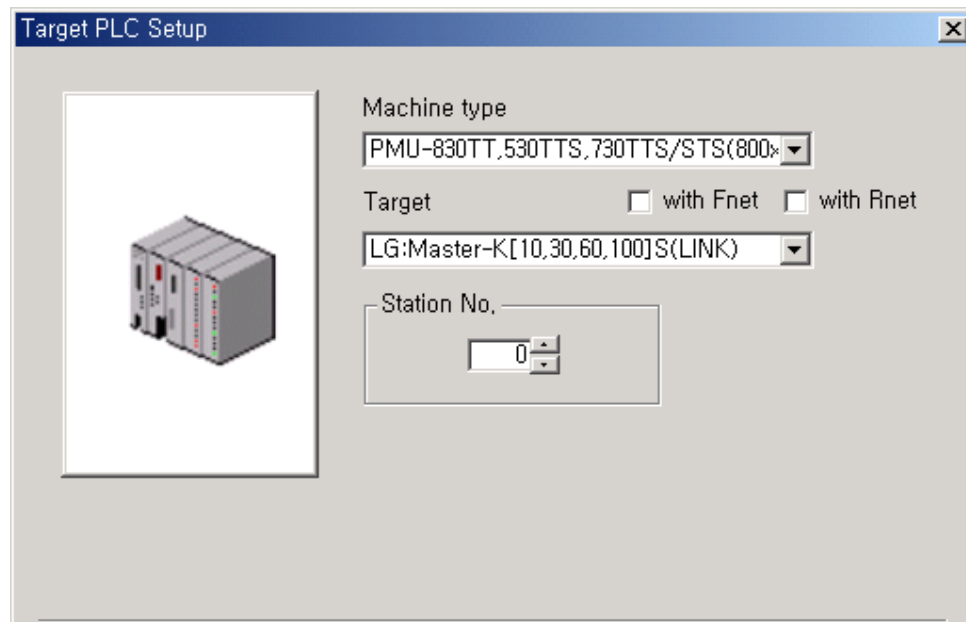 Target PLC Setup
Machine type
PMU-830TT,530TTS,730TTS/STS(800x
Target with Fnet with Rnet
LG:Master-K[10,30,60,100]S(LINK)
Station No.
0